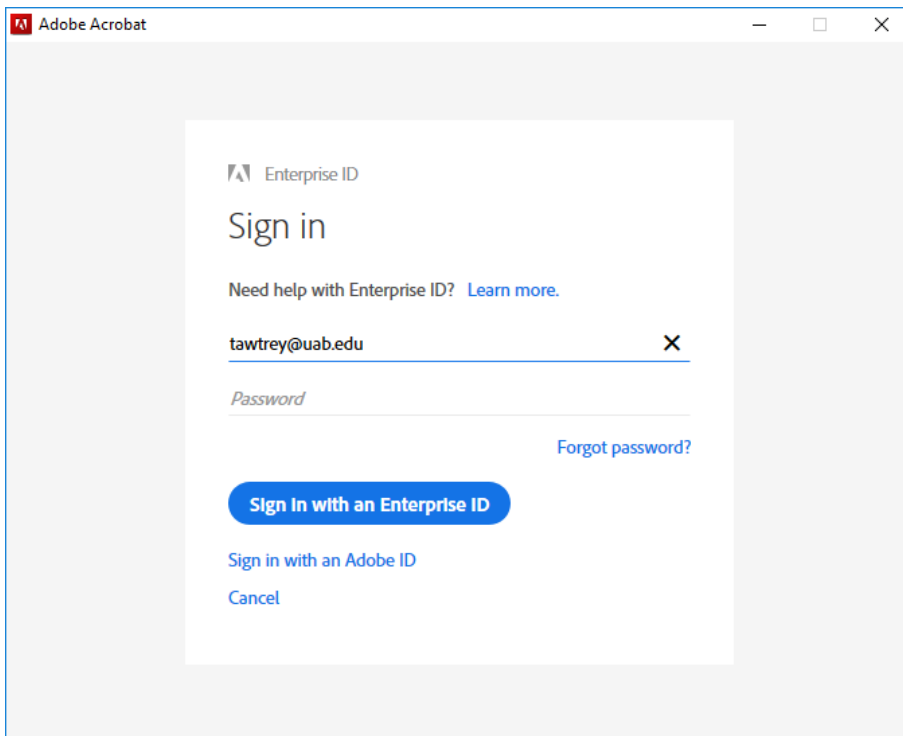 Adobe Acrobat
Enterprise ID
Sign in
Need help with Enterprise ID? Learn more.
tawtrey@uab.edu
Password
Forgot password?
Sign in with an Enterprise ID
Sign in with an Adobe ID
Cancel